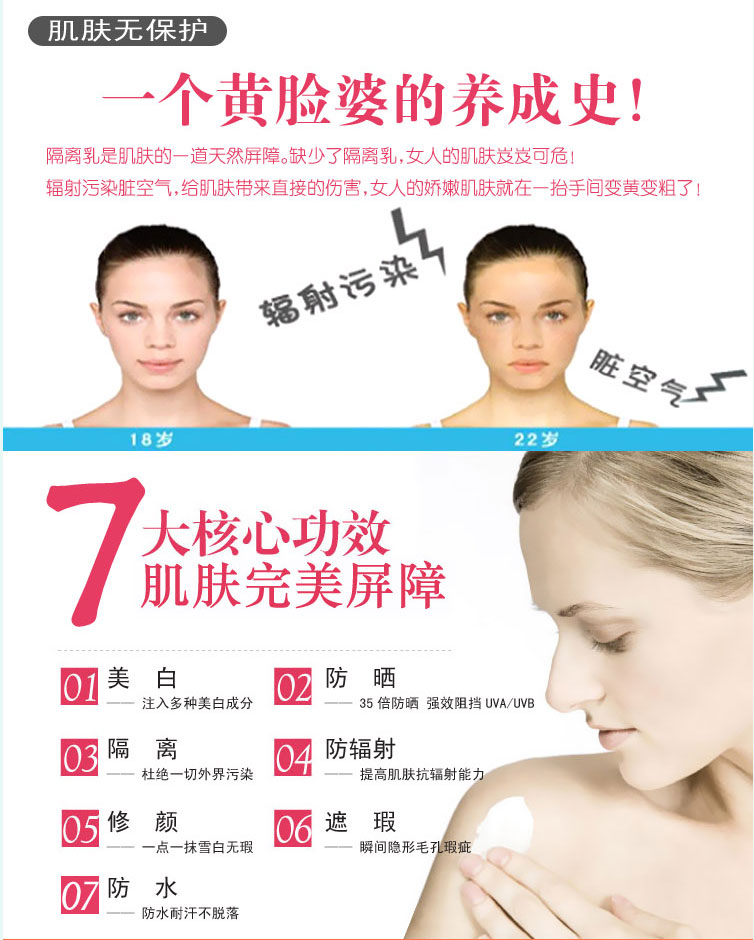 肌肤无保护
一个黄脸婆的养成史!
隔离乳是肌肤的一道天然屏障。缺少了隔离乳,女人的肌肤岌岌可危!
辐射污染脏空气,给肌肤带来直接的伤害,女人的娇嫩肌肤就在一抬手间变黄变粗了!
辐射污染
脏空气
18岁
22岁
7大核心功效
肌肤完美屏障
01 美 白
—— 注入多种美白成分
02 防 晒
—— 35倍防晒 强效阻挡UVA/UVB
03 隔 离
—— 杜绝一切外界污染
04 防辐射
—— 提高肌肤抗辐射能力
05 修 颜
—— 一点一抹雪白无瑕
06 遮 瑕
—— 瞬间隐形毛孔瑕疵
07 防 水
—— 防水耐汗不脱落